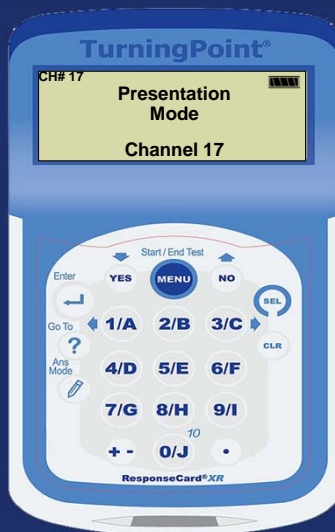 TurningPoint®
CH# 17
Presentation
Mode
Channel 17
Start / End Test
Enter
YES
MENU
NO
SEL
Go To
?
1/A
2/B
3/C
CLR
Ans
Mode
4/D
5/E
6/F
7/G
8/H
9/I
10
+ -
0/J
•
ResponseCard®XR